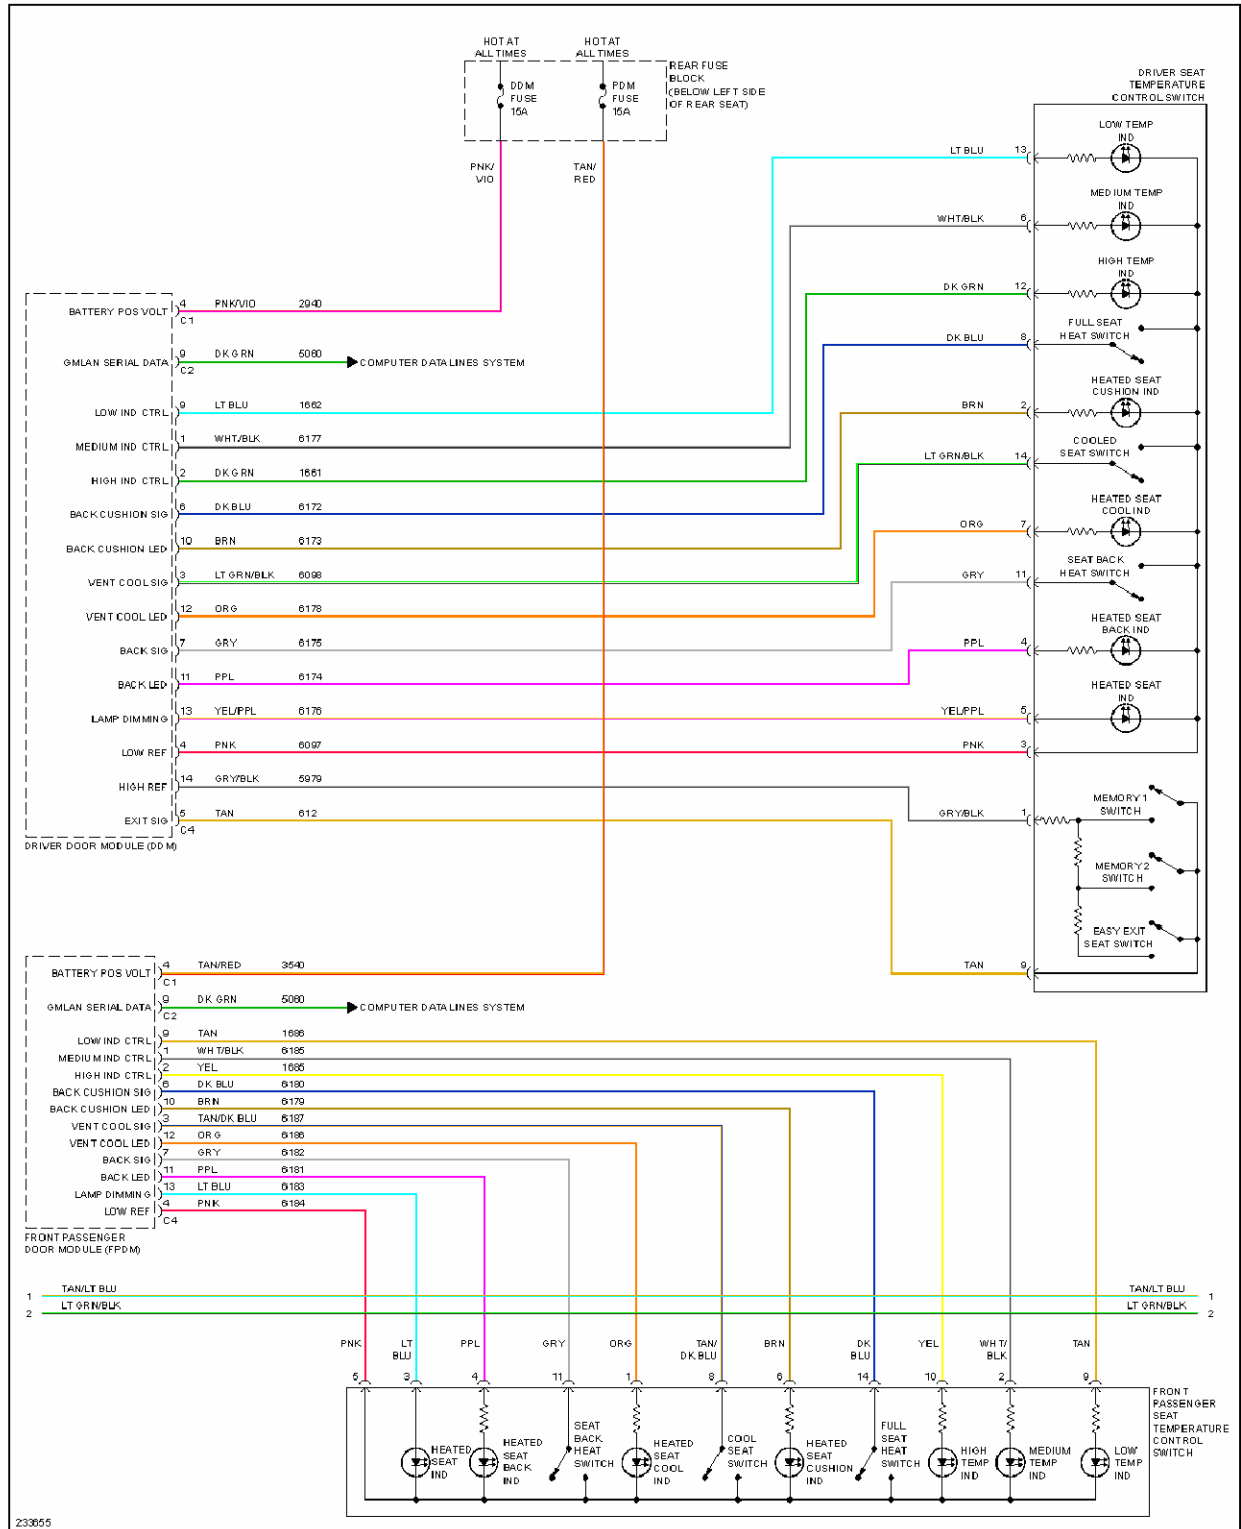 HOT AT
ALL TIMES
HOT AT
ALL TIMES
DDM
FUSE
15A
PDM
FUSE
15A
REAR FUSE
BLOCK
(BELOW LEFT SIDE
OF REAR SEAT)
PNK/
VIO
TAN/
RED
DRIVER SEAT
TEMPERATURE
CONTROL SWITCH
LT BLU 13
LOW TEMP
IND
WHT/BLK 6
MEDIUM TEMP
IND
DK GRN 12
HIGH TEMP
IND
DK BLU 8
FULL SEAT
HEAT SWITCH
BRN 2
HEATED SEAT
CUSHION IND
LT GRN/BLK 14
COOLED
SEAT SWITCH
ORG 7
HEATED SEAT
COOL IND
GRY 11
SEAT BACK
HEAT SWITCH
PPL 4
HEATED SEAT
BACK IND
YEL/PPL 5
HEATED SEAT
IND
PNK 3
GRY/BLK 1
MEMORY 1
SWITCH
MEMORY 2
SWITCH
EASY EXIT
SEAT SWITCH
TAN 9
BATTERY POS VOLT 4 PNK/VIO 2940
C1
GMLAN SERIAL DATA 9 DK GRN 5060 COMPUTER DATA LINES SYSTEM
C2
LOW IND CTRL 9 LT BLU 1662
MEDIUM IND CTRL 1 WHT/BLK 6177
HIGH IND CTRL 2 DK GRN 1661
BACK CUSHION SIG 6 DK BLU 6172
BACK CUSHION LED 10 BRN 6173
VENT COOL SIG 3 LT GRN/BLK 6098
VENT COOL LED 12 ORG 6178
BACK SIG 7 GRY 6175
BACK LED 11 PPL 6174
LAMP DIMMING 13 YEL/PPL 6176
LOW REF 4 PNK 6097
HIGH REF 14 GRY/BLK 5979
EXIT SIG 5 TAN 612
C4
DRIVER DOOR MODULE (DDM)
BATTERY POS VOLT 4 TAN/RED 3540
C1
GMLAN SERIAL DATA 9 DK GRN 5060 COMPUTER DATA LINES SYSTEM
C2
LOW IND CTRL 9 TAN 1686
MEDIUM IND CTRL 1 WHT/BLK 6185
HIGH IND CTRL 2 YEL 1685
BACK CUSHION SIG 6 DK BLU 6180
BACK CUSHION LED 10 BRN 6179
VENT COOL SIG 3 TAN/DK BLU 6187
VENT COOL LED 12 ORG 6186
BACK SIG 7 GRY 6182
BACK LED 11 PPL 6181
LAMP DIMMING 13 LT BLU 6183
LOW REF 4 PNK 6184
C4
FRONT PASSENGER
DOOR MODULE (FPDM)
1 TAN/LT BLU TAN/LT BLU 1
2 LT GRN/BLK LT GRN/BLK 2
PNK
LT
BLU
PPL
GRY
ORG
TAN/
DK BLU
BRN
DK
BLU
YEL
WHT/
BLK
TAN
5 3 4 11 1 8 6 14 10 2 9
FRONT
PASSENGER
SEAT
TEMPERATURE
CONTROL
SWITCH
HEATED
SEAT
IND
HEATED
SEAT
BACK
IND
SEAT
BACK
HEAT
SWITCH
HEATED
SEAT
COOL
IND
COOL
SEAT
SWITCH
HEATED
SEAT
CUSHION
IND
FULL
SEAT
HEAT
SWITCH
HIGH
TEMP
IND
MEDIUM
TEMP
IND
LOW
TEMP
IND
233655